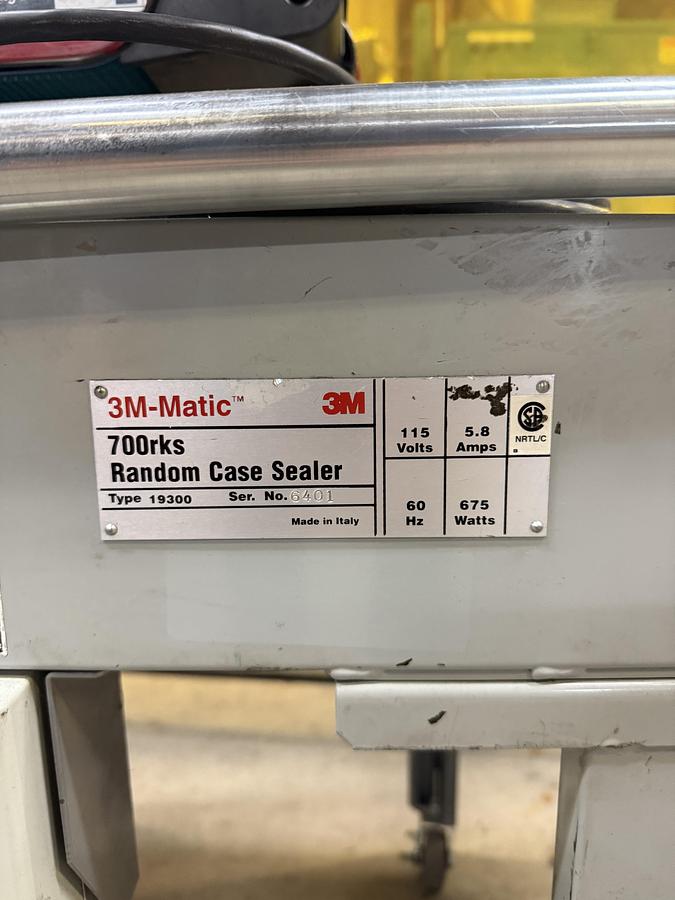 3M-Matic™ 3M
700rks
Random Case Sealer
Type 19300 Ser. No. 6401
Made in Italy
115
Volts
5.8
Amps
60
Hz
675
Watts
NRTL/C